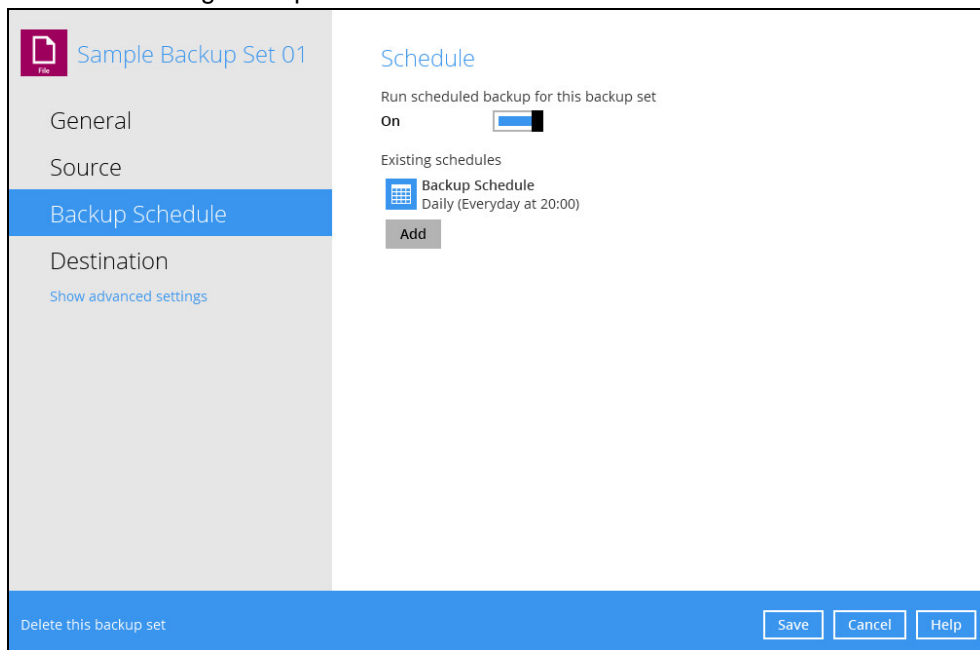 File
Sample Backup Set 01
General
Source
Backup Schedule
Destination
Show advanced settings
Schedule
Run scheduled backup for this backup set
On
Existing schedules
Backup Schedule
Daily (Everyday at 20:00)
Add
Delete this backup set
Save
Cancel
Help